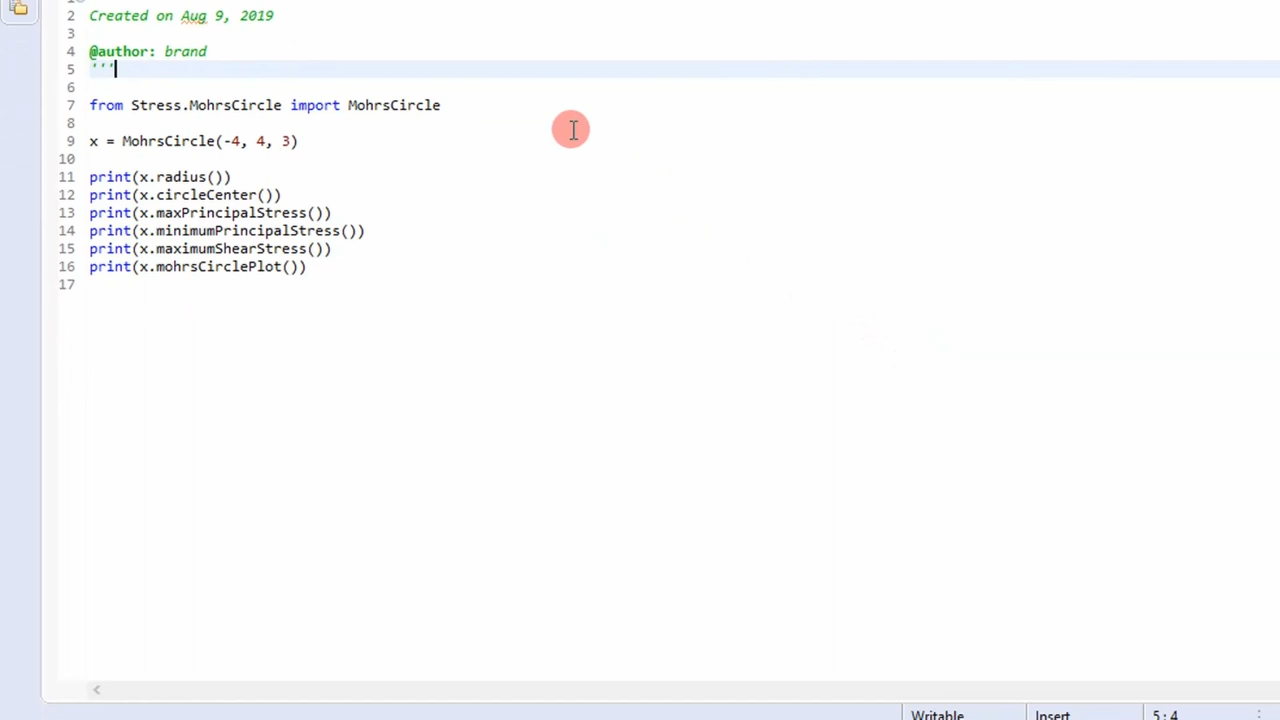 1
2 Created on Aug 9, 2019
3
4 @author: brand
5 '''
6
7 from Stress.MohrsCircle import MohrsCircle
8
9 x = MohrsCircle(-4, 4, 3)
10
11 print(x.radius())
12 print(x.circleCenter())
13 print(x.maxPrincipalStress())
14 print(x.minimumPrincipalStress())
15 print(x.maximumShearStress())
16 print(x.mohrsCirclePlot())
17
Writable Insert 5:4